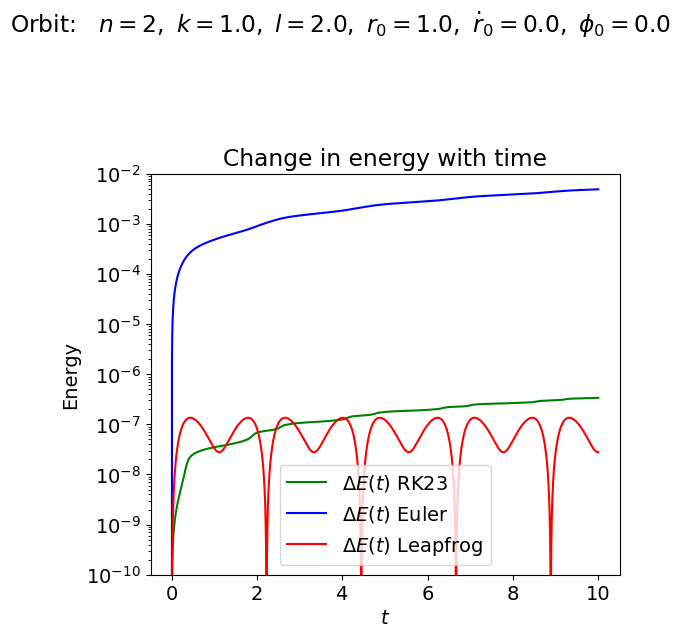 Orbit: n = 2, k = 1.0, l = 2.0, r₀ = 1.0, ṙ₀ = 0.0, ϕ₀ = 0.0
Change in energy with time
10⁻²
10⁻³
10⁻⁴
10⁻⁵
10⁻⁶
10⁻⁷
10⁻⁸
10⁻⁹
10⁻¹⁰
Energy
ΔE(t) RK23
ΔE(t) Euler
ΔE(t) Leapfrog
0 2 4 6 8 10
t